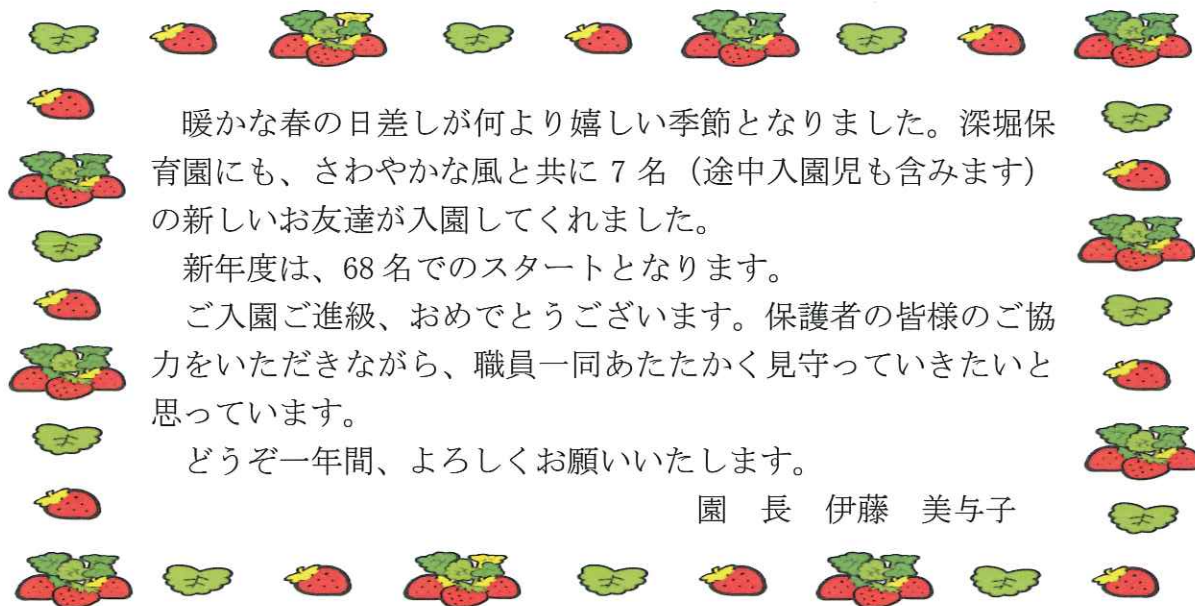 暖かな春の日差しが何より嬉しい季節となりました。深堀保
育園にも、さわやかな風と共に 7 名（途中入園児も含みます）
の新しいお友達が入園してくれました。
新年度は、68 名でのスタートとなります。
ご入園ご進級、おめでとうございます。保護者の皆様のご協
力をいただきながら、職員一同あたたかく見守っていきたいと
思っています。
どうぞ一年間、よろしくお願いいたします。
園　長　伊藤　美与子